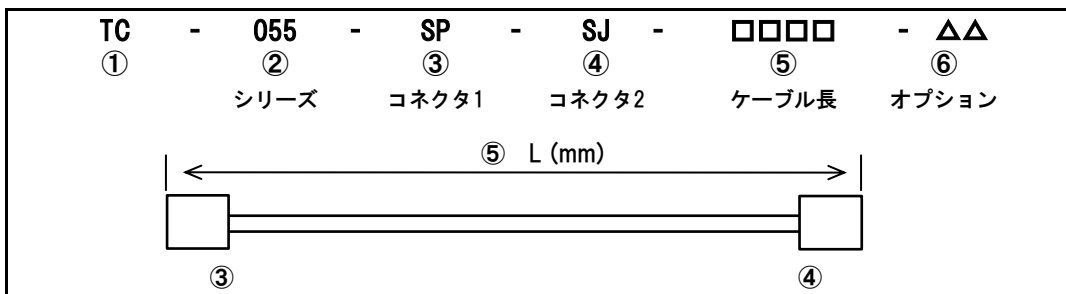 TC - 055 - SP - SJ - □□□□ - △△
① ② ③ ④ ⑤ ⑥
シリーズ コネクタ1 コネクタ2 ケーブル長 オプション
⑤ L (mm)
③ ④